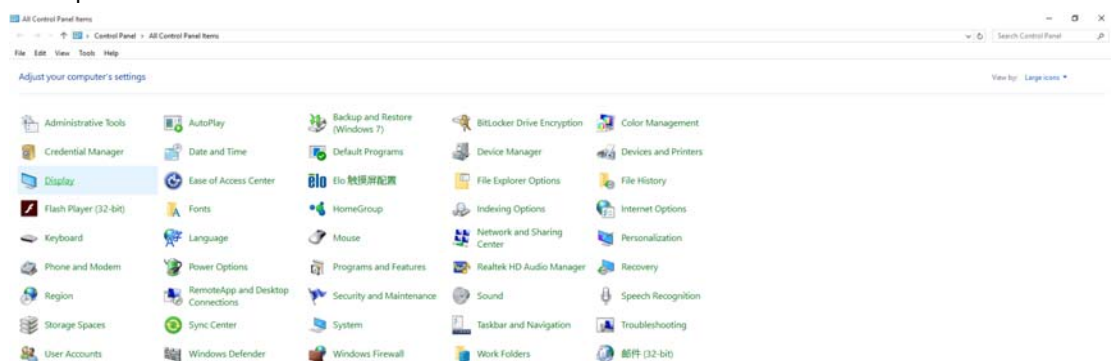 All Control Panel Items
Control Panel > All Control Panel Items
Search Control Panel
File Edit View Tools Help
Adjust your computer's settings
View by: Large icons
Administrative Tools
AutoPlay
Backup and Restore
(Windows 7)
BitLocker Drive Encryption
Color Management
Credential Manager
Date and Time
Default Programs
Device Manager
Devices and Printers
Display
Ease of Access Center
elo
Elo 触摸屏配置
File Explorer Options
File History
Flash Player (32-bit)
Fonts
HomeGroup
Indexing Options
Internet Options
Keyboard
Language
Mouse
Network and Sharing
Center
Personalization
Phone and Modem
Power Options
Programs and Features
Realtek HD Audio Manager
Recovery
Region
RemoteApp and Desktop
Connections
Security and Maintenance
Sound
Speech Recognition
Storage Spaces
Sync Center
System
Taskbar and Navigation
Troubleshooting
User Accounts
Windows Defender
Windows Firewall
Work Folders
邮件 (32-bit)